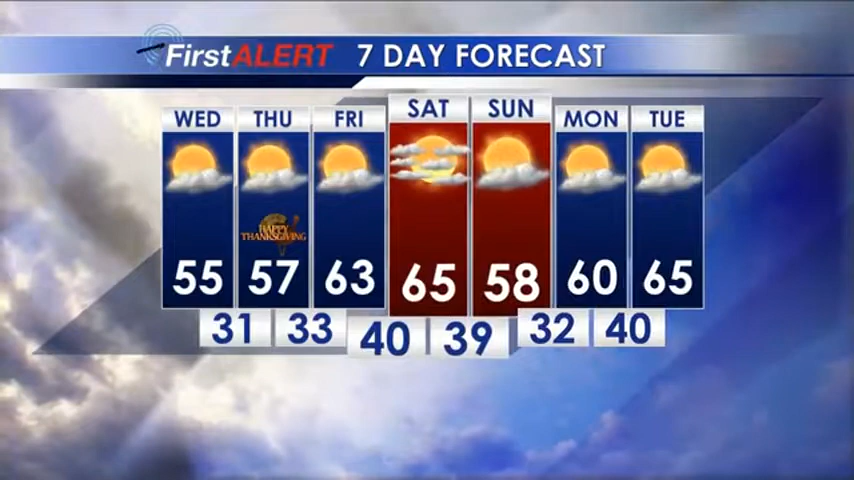 FirstALERT 7 DAY FORECAST
WED THU FRI SAT SUN MON TUE
HAPPY
THANKSGIVING
55 57 63 65 58 60 65
31 33 40 39 32 40